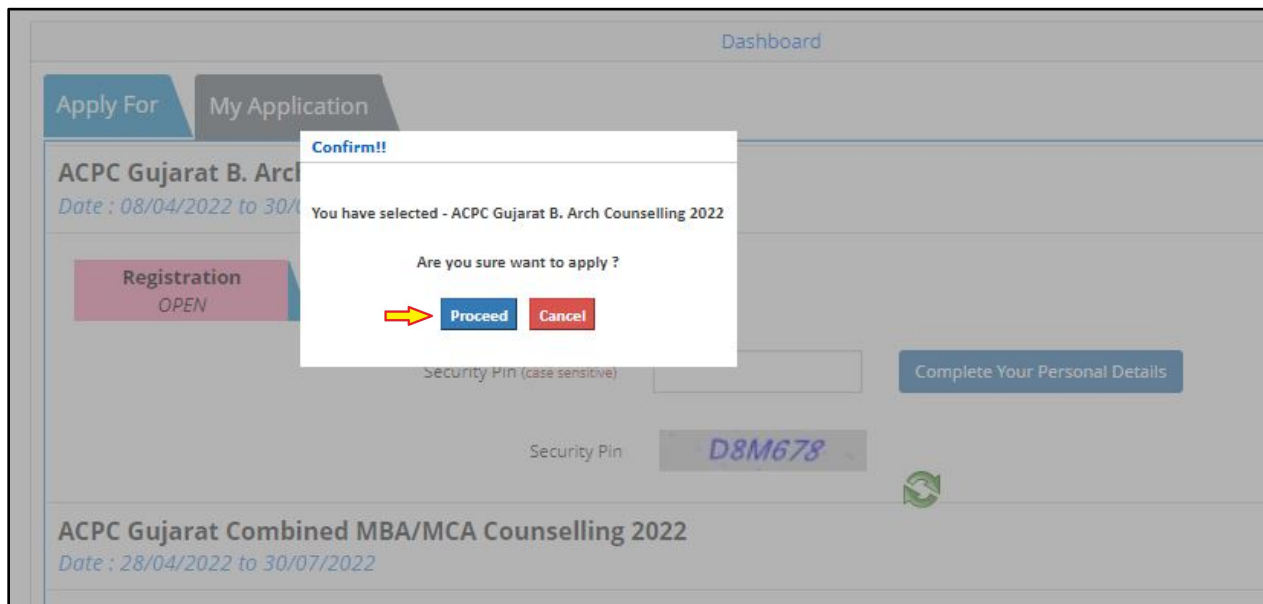 Dashboard
Apply For
My Application
Confirm!!
ACPC Gujarat B. Arch
Date : 08/04/2022 to 30/
You have selected - ACPC Gujarat B. Arch Counselling 2022
Are you sure want to apply ?
Registration
OPEN
Proceed
Cancel
Security Pin (case sensitive)
Complete Your Personal Details
Security Pin
D8M678
ACPC Gujarat Combined MBA/MCA Counselling 2022
Date : 28/04/2022 to 30/07/2022